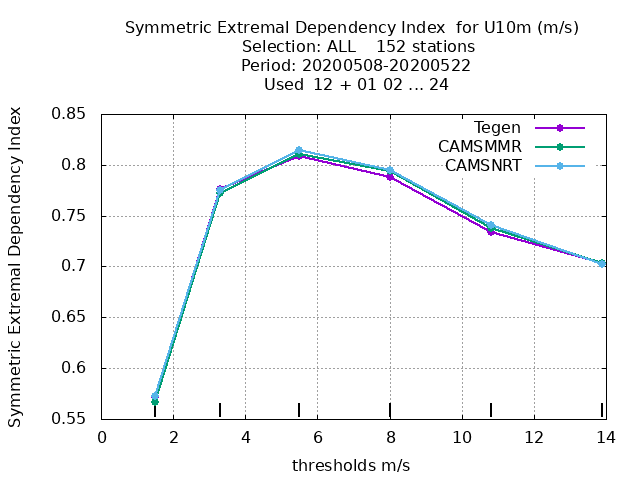 Symmetric Extremal Dependency Index  for U10m (m/s)
Selection: ALL    152 stations
Period: 20200508-20200522
Used  12 + 01 02 ... 24
Symmetric Extremal Dependency Index
0.85
0.8
0.75
0.7
0.65
0.6
0.55
Tegen
CAMSMMR
CAMSNRT
0 2 4 6 8 10 12 14
thresholds m/s